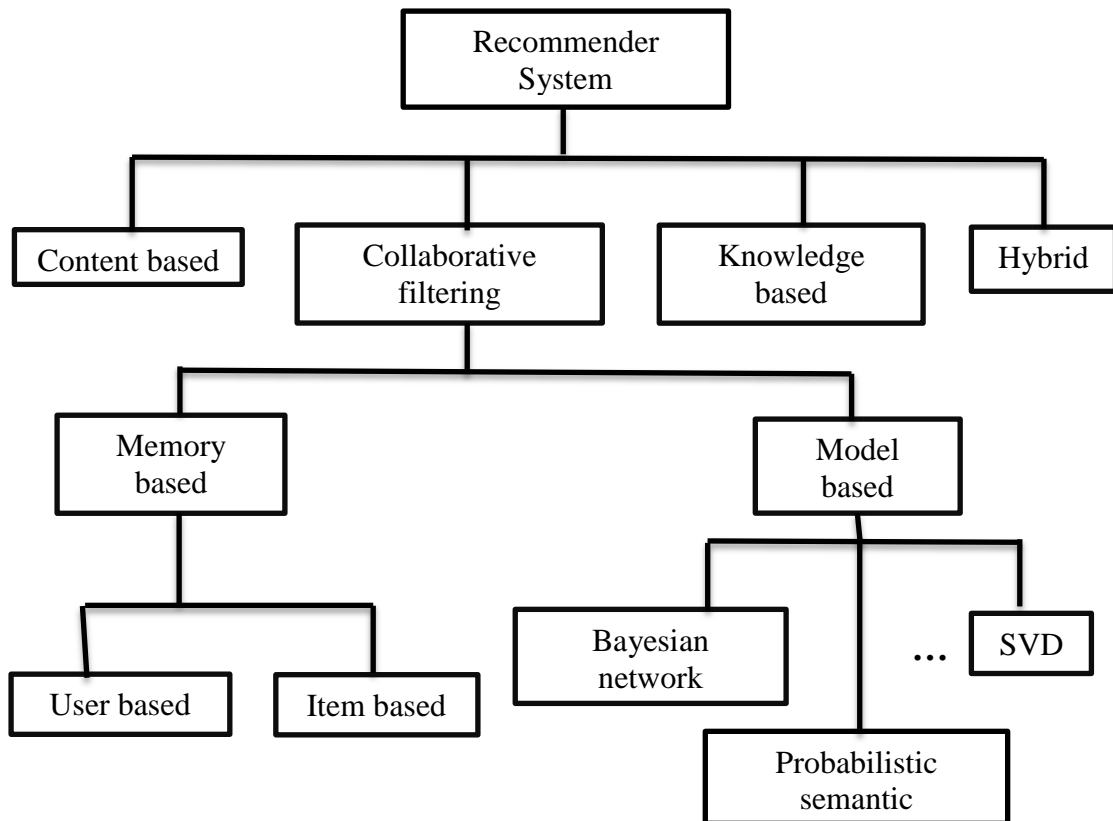 Recommender
System
Content based
Collaborative
filtering
Knowledge
based
Hybrid
Memory
based
Model
based
User based
Item based
Bayesian
network
...
SVD
Probabilistic
semantic